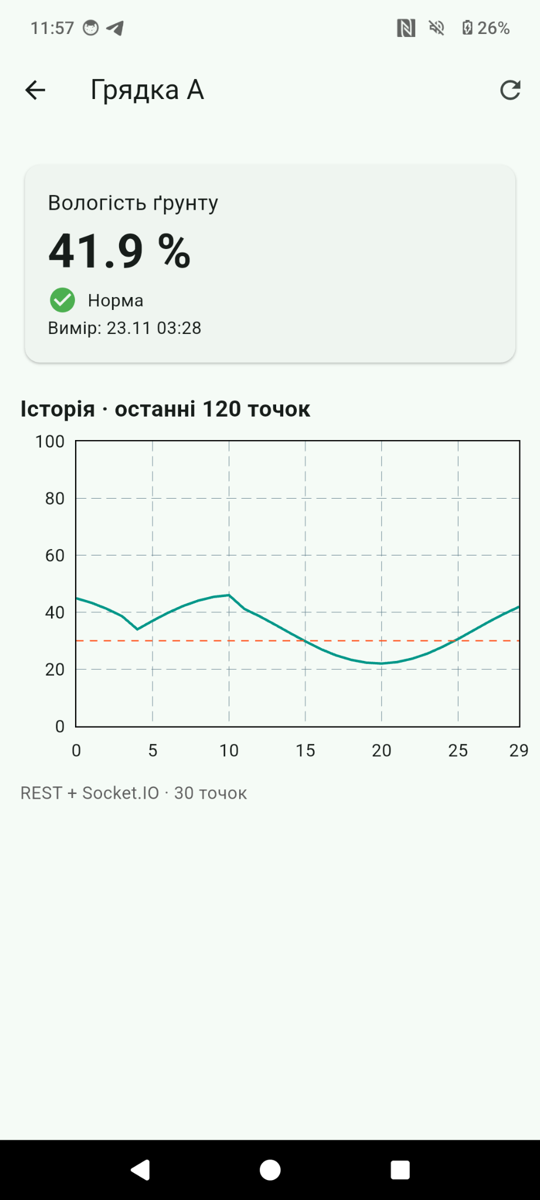 11:57 26%
Грядка А
Вологість ґрунту
41.9 %
Норма
Вимір: 23.11 03:28
Історія · останні 120 точок
100
80
60
40
20
0
0 5 10 15 20 25 29
REST + Socket.IO · 30 точок